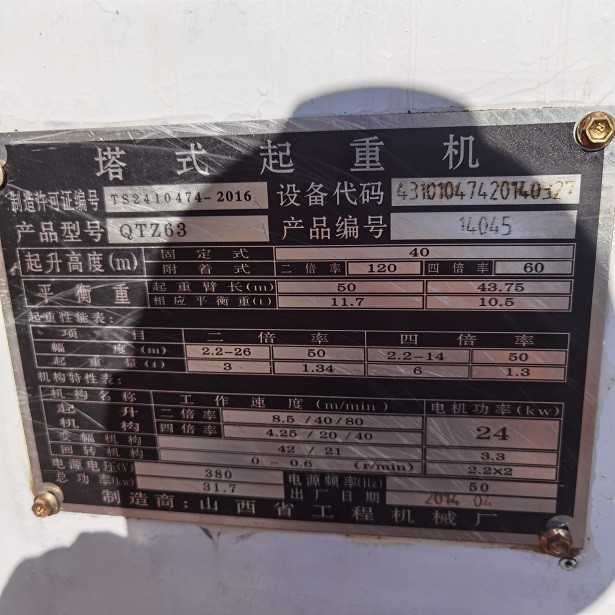 塔式起重机
制造许可证编号 TS2410474-2016 设备代码 43101047420140327
产品型号 QTZ63 产品编号 14045
起升高度(m) 固定式 40
附着式 二倍率 120 四倍率 60
平衡重 起重臂长(m) 50 43.75
相应平衡重(t) 11.7 10.5
起重性能表:
项目 二倍率 四倍率
幅度(m) 2.2-26 50 2.2-14 50
起重量(t) 3 1.34 6 1.3
机构特性表:
机构名称 工作速度(m/min) 电机功率(kw)
起升机构 二倍率 8.5/40/80 24
四倍率 4.25/20/40
变幅机构 42/21 3.3
回转机构 0-0.6 (r/min) 2.2×2
电源电压(V) 380 电源频率(Hz) 50
总功率(kw) 31.7 出厂日期 2014 04
制造商:山西省工程机械厂